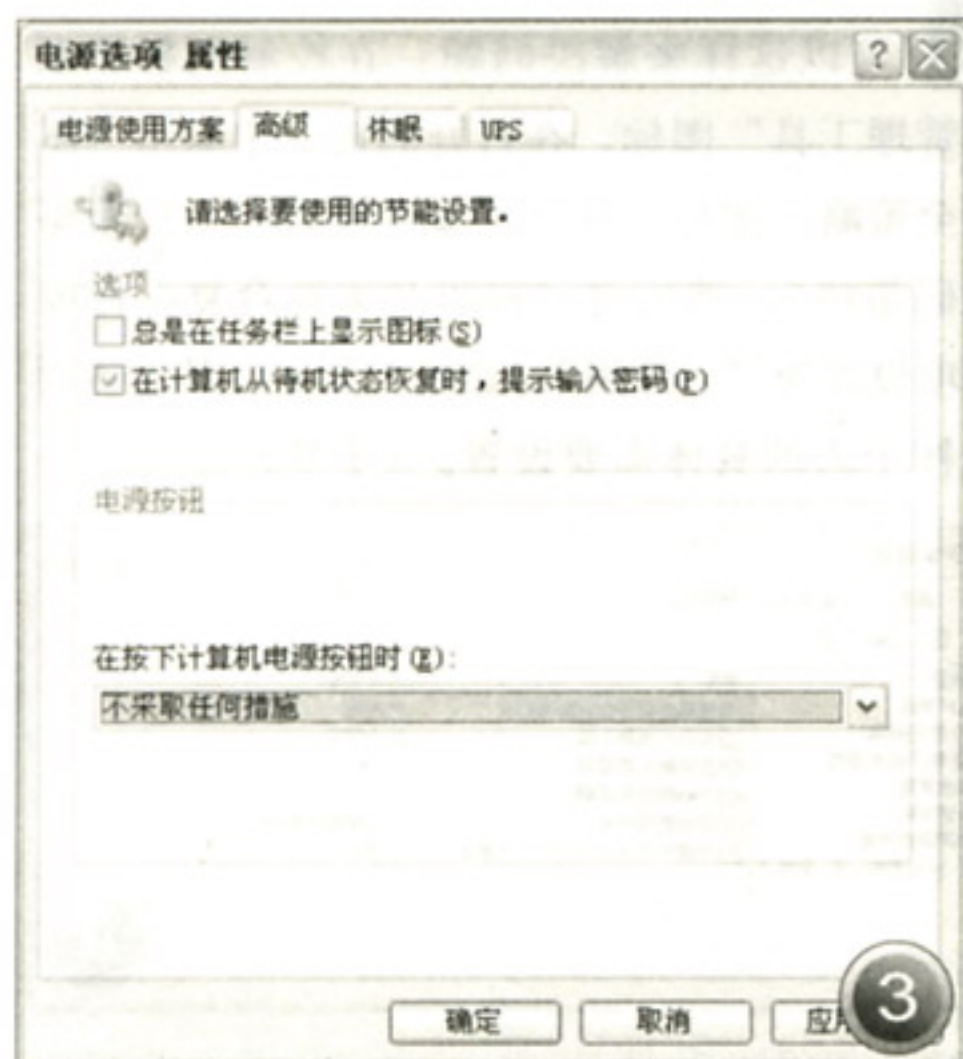 电源选项 属性
电源使用方案 高级 休眠 UPS
请选择要使用的节能设置。
选项
总是在任务栏上显示图标(S)
在计算机从待机状态恢复时，提示输入密码(P)
电源按钮
在按下计算机电源按钮时(E):
不采取任何措施
确定 取消 应
3